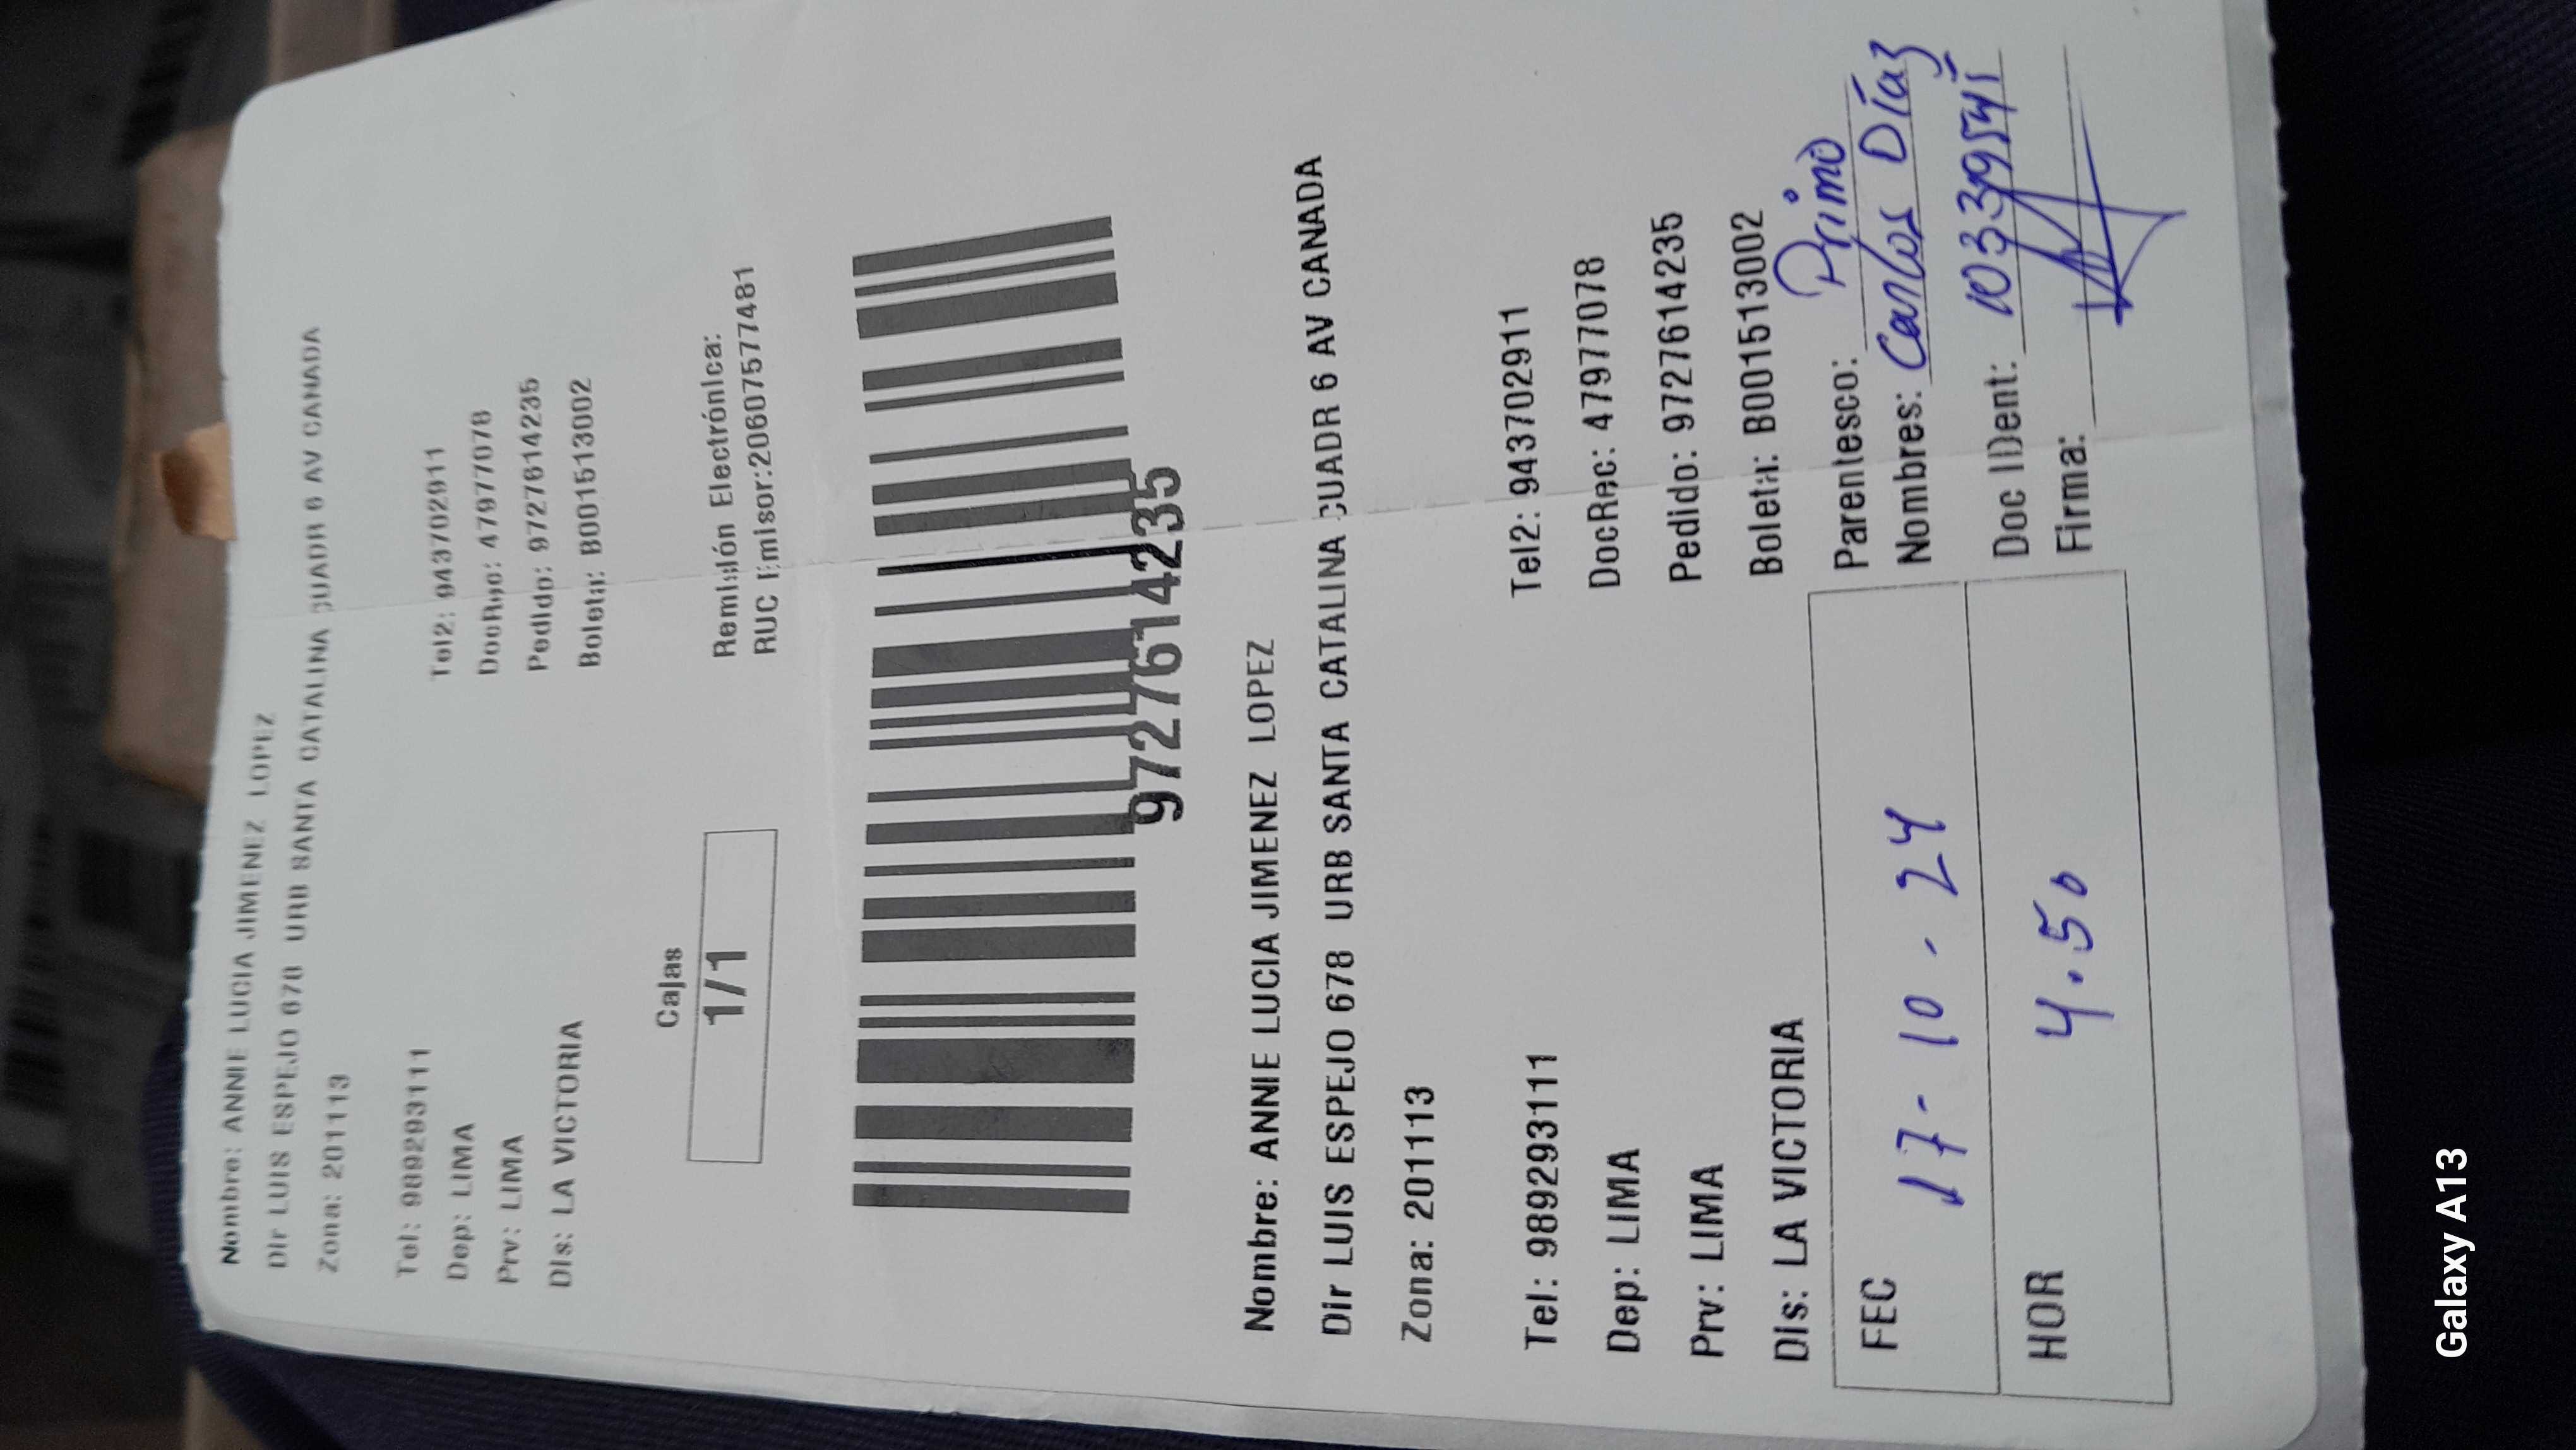 Nombre: ANNIE LUCIA JIMENEZ LOPEZ
Dir LUIS ESPEJO 678 URB SANTA CATALINA CUADR 6 AV CANADA
Zona: 201113
Tel: 989293111 Tel2: 943702911
Dep: LIMA DocRec: 47977078
Prv: LIMA Pedido: 972761 4235
Dis: LA VICTORIA Boleta: B001513002
Cajas
1/1
Remisión Electrónica:
RUC Emisor:20607577481
9727614235
Nombre: ANNIE LUCIA JIMENEZ LOPEZ
Dir LUIS ESPEJO 678 URB SANTA CATALINA CUADR 6 AV CANADA
Zona: 201113
Tel: 989293111 Tel2: 943702911
Dep: LIMA DocRec: 47977078
Prv: LIMA Pedido: 9727614235
Dis: LA VICTORIA Boleta: B001513002
Parentesco: Primo
FEC 17-10-24 Nombres: Carlos Díaz
Doc IDent:
HOR 4.50 Firma:
Galaxy A13